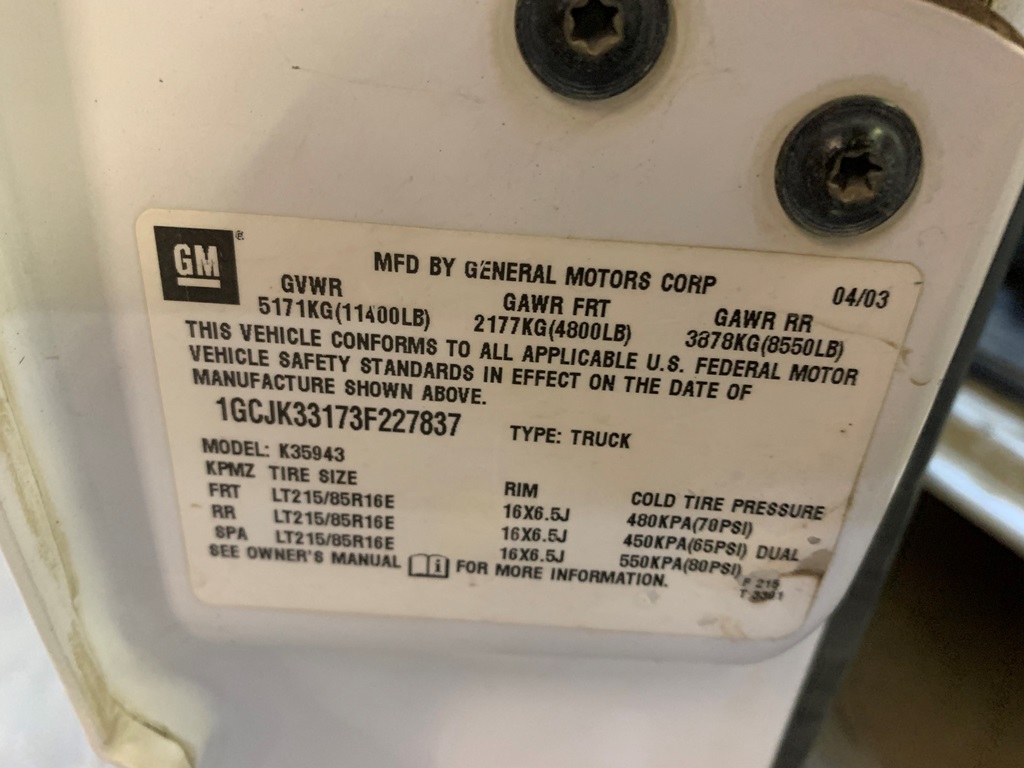 GM®
MFD BY GENERAL MOTORS CORP 04/03
GVWR GAWR FRT GAWR RR
5171KG(11400LB) 2177KG(4800LB) 3878KG(8550LB)
THIS VEHICLE CONFORMS TO ALL APPLICABLE U.S. FEDERAL MOTOR
VEHICLE SAFETY STANDARDS IN EFFECT ON THE DATE OF
MANUFACTURE SHOWN ABOVE.
1GCJK33173F227837 TYPE: TRUCK
MODEL: K35943
KPMZ TIRE SIZE RIM COLD TIRE PRESSURE
FRT LT215/85R16E 16X6.5J 480KPA(70PSI)
RR LT215/85R16E 16X6.5J 450KPA(65PSI) DUAL
SPA LT215/85R16E 16X6.5J 550KPA(80PSI)
SEE OWNER'S MANUAL i FOR MORE INFORMATION.
P 215
T 3391